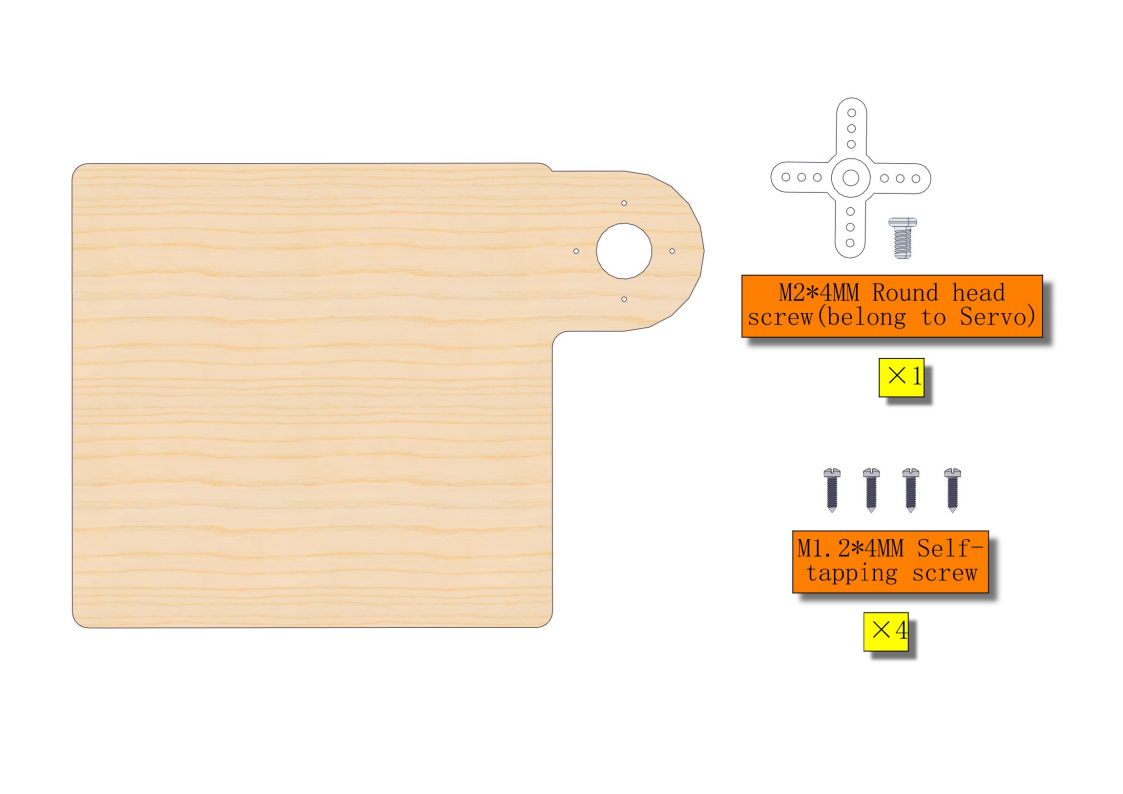 M2*4MM Round head
screw(belong to Servo)
×1
M1.2*4MM Self-
tapping screw
×4